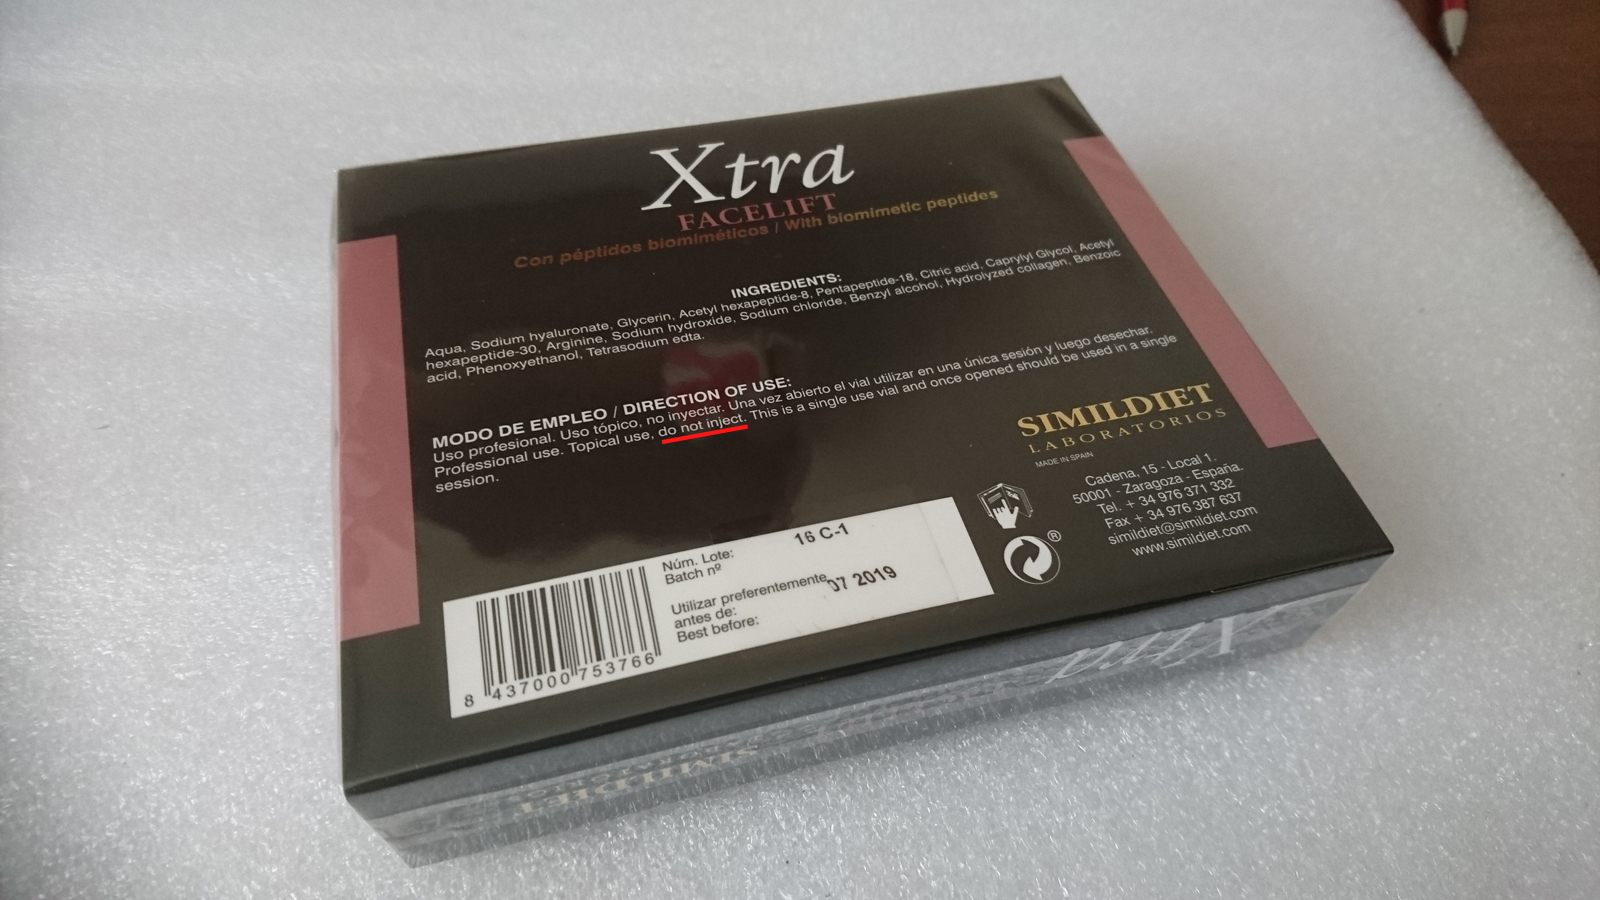 Xtra
FACELIFT
Con péptidos biomiméticos / With biomimetic peptides
INGREDIENTS:
Aqua, Sodium hyaluronate, Glycerin, Acetyl hexapeptide-8, Pentapeptide-18, Citric acid, Caprylyl Glycol, Acetyl
hexapeptide-30, Arginine, Sodium hydroxide, Sodium chloride, Benzyl alcohol, Hydrolyzed collagen, Benzoic
acid, Phenoxyethanol, Tetrasodium edta.
MODO DE EMPLEO / DIRECTION OF USE:
Uso profesional. Uso tópico, no inyectar. Una vez abierto el vial utilizar en una única sesión y luego desechar.
Professional use. Topical use, do not inject. This is a single use vial and once opened should be used in a single
session.
SIMILDIET
LABORATORIOS
MADE IN SPAIN
Cadena, 15 - Local 1.
50001 - Zaragoza - España.
Tel. + 34 976 371 332
Fax + 34 976 387 637
simildiet@simildiet.com
www.simildiet.com
®
Núm. Lote: 16 C-1
Batch nº
Utilizar preferentemente 07 2019
antes de:
Best before:
8 437000 753766
Xtra
SIMILDIET